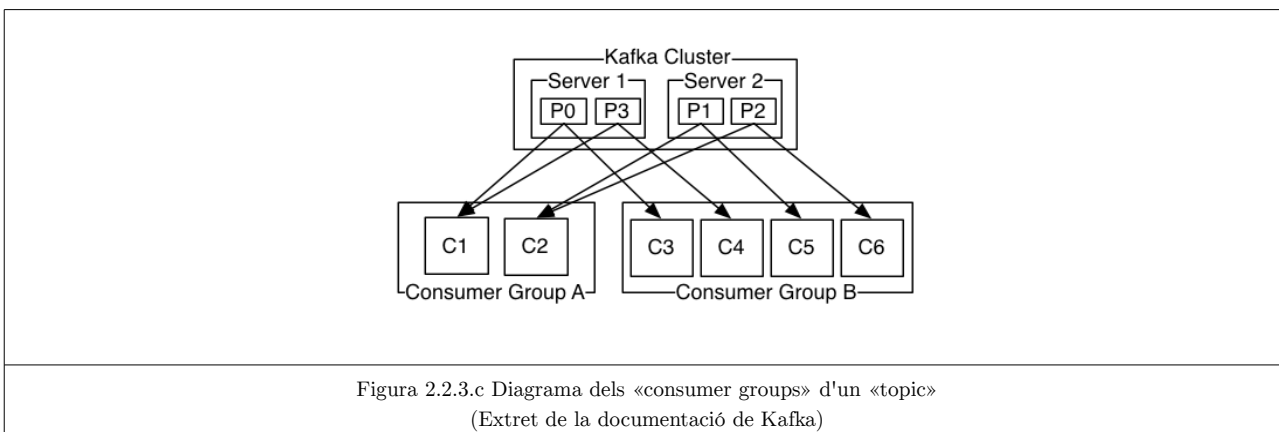 Kafka Cluster
Server 1 Server 2
P0 P3 P1 P2
C1 C2 C3 C4 C5 C6
Consumer Group A Consumer Group B
Figura 2.2.3.c Diagrama dels «consumer groups» d'un «topic»
(Extret de la documentació de Kafka)